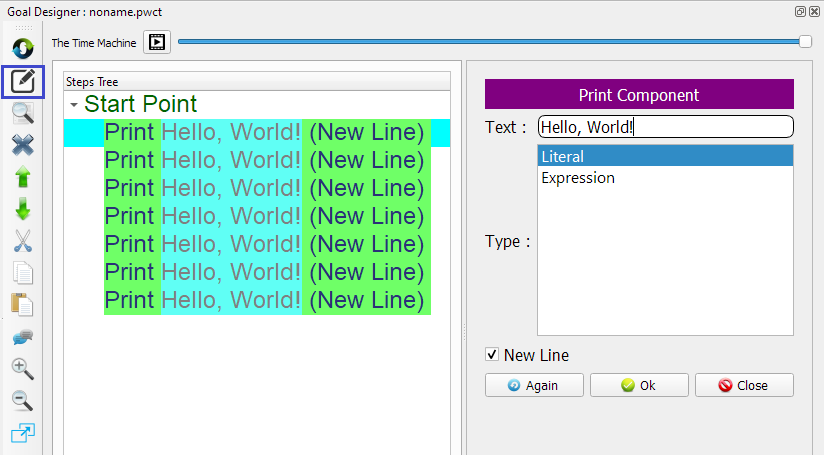 Goal Designer : noname.pwct
The Time Machine
Steps Tree
Start Point
Print Hello, World! (New Line)
Print Hello, World! (New Line)
Print Hello, World! (New Line)
Print Hello, World! (New Line)
Print Hello, World! (New Line)
Print Hello, World! (New Line)
Print Hello, World! (New Line)
Print Component
Text : Hello, World!
Literal
Expression
Type :
New Line
Again Ok Close